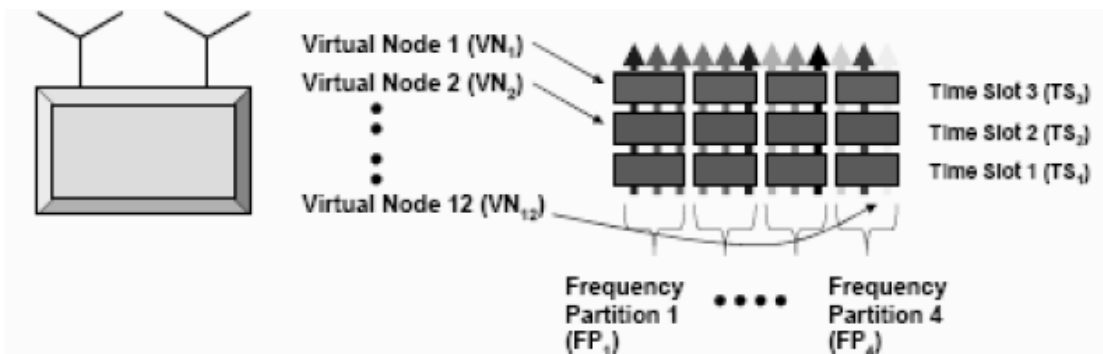 Virtual Node 1 (VN₁)
Virtual Node 2 (VN₂)
Virtual Node 12 (VN₁₂)
Time Slot 3 (TS₃)
Time Slot 2 (TS₂)
Time Slot 1 (TS₁)
Frequency
Partition 1
(FP₁)
Frequency
Partition 4
(FP₄)